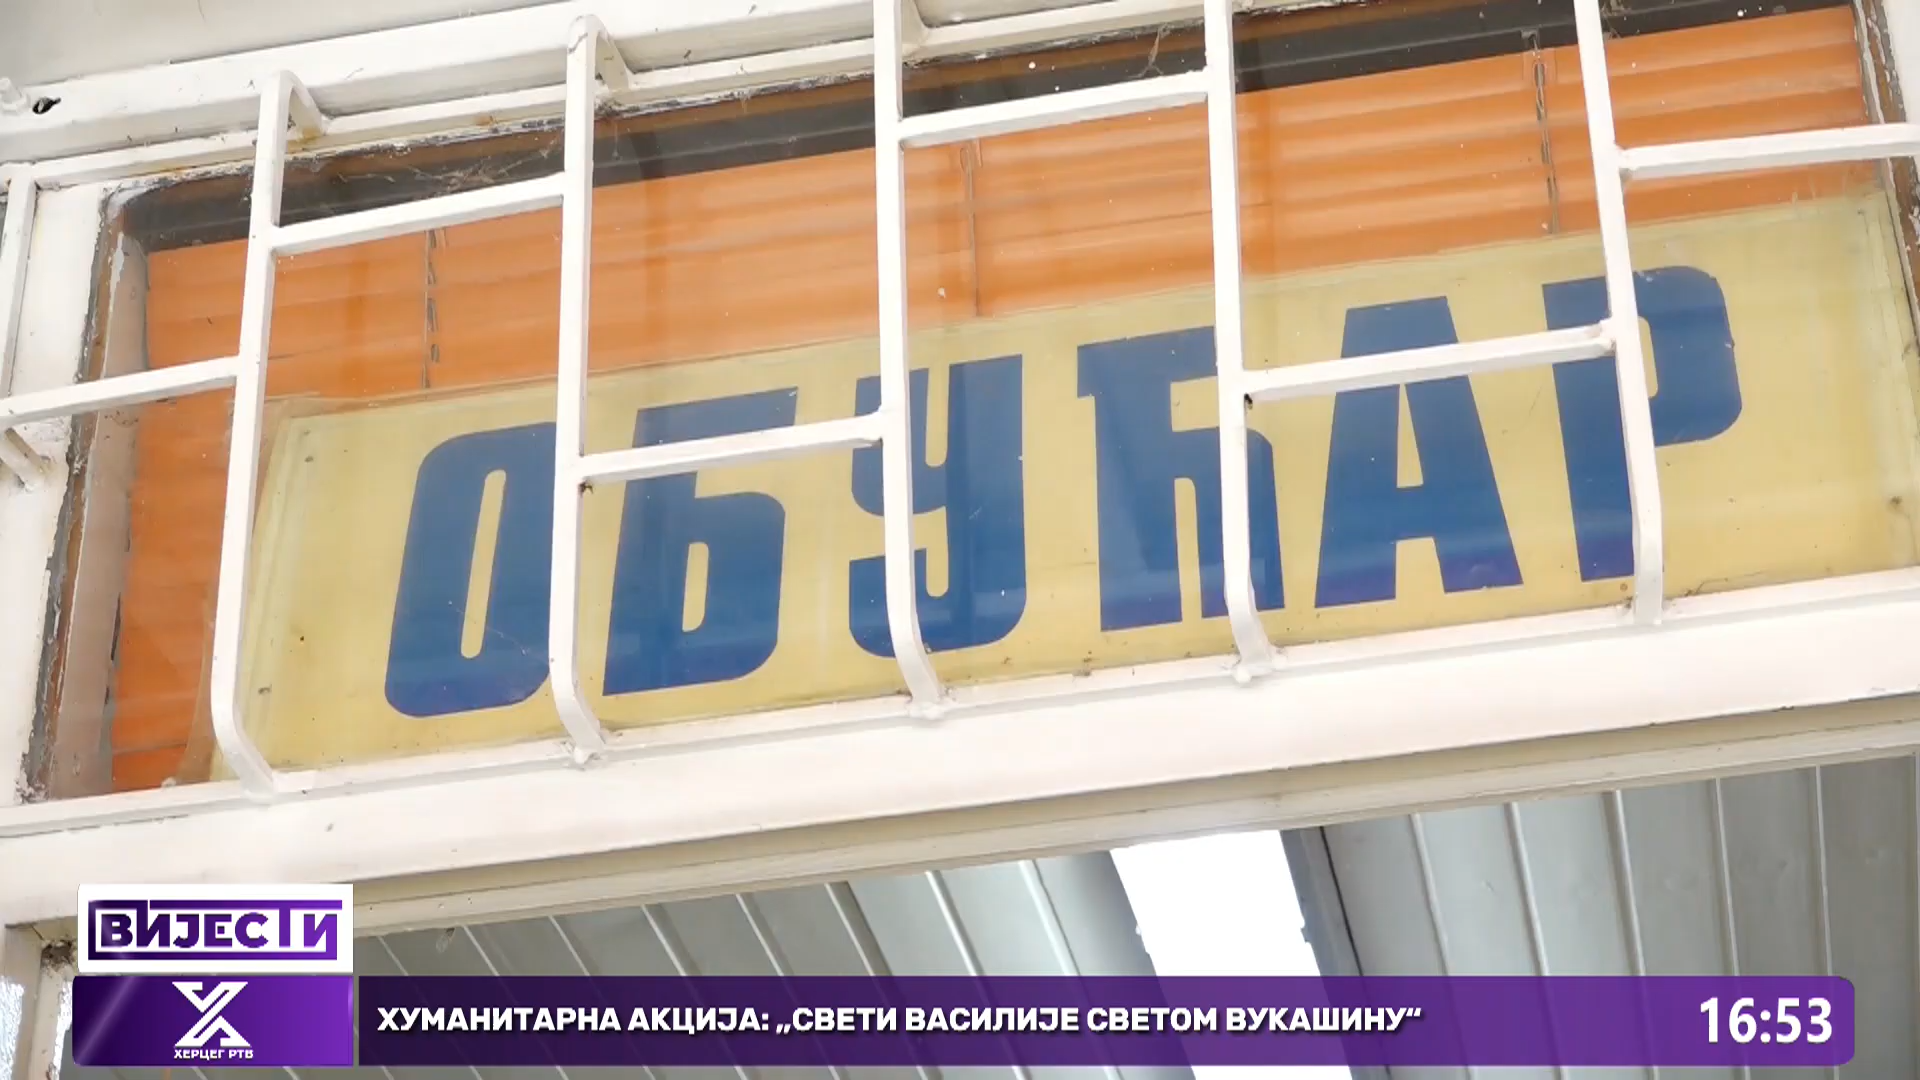 ОБУЋАР
ВИЈЕСТИ
ХУМАНИТАРНА АКЦИЈА: „СВЕТИ ВАСИЛИЈЕ СВЕТОМ ВУКАШИНУ“
16:53
ХЕРЦЕГ РТВ